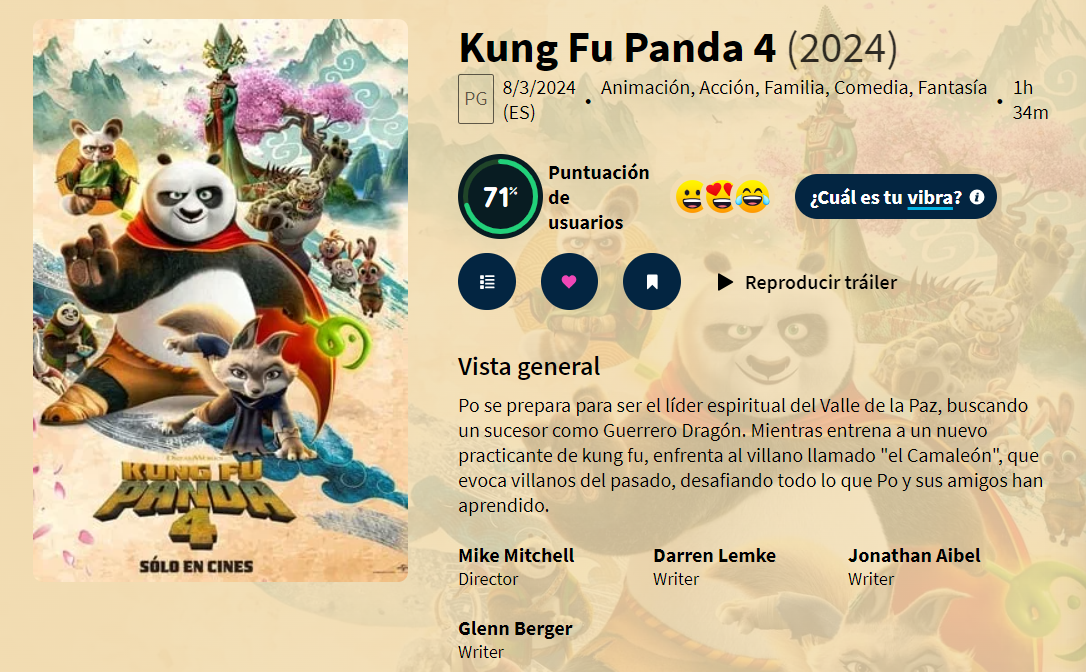 Kung Fu Panda 4 (2024)
PG
8/3/2024
(ES)
• Animación, Acción, Familia, Comedia, Fantasía
• 1h
34m
71%
Puntuación
de
usuarios
¿Cuál es tu vibra?
Reproducir tráiler
Vista general
Po se prepara para ser el líder espiritual del Valle de la Paz, buscando
un sucesor como Guerrero Dragón. Mientras entrena a un nuevo
practicante de kung fu, enfrenta al villano llamado "el Camaleón", que
evoca villanos del pasado, desafiando todo lo que Po y sus amigos han
aprendido.
Mike Mitchell
Director
Darren Lemke
Writer
Jonathan Aibel
Writer
Glenn Berger
Writer
DREAMWORKS
KUNG FU
PANDA
4
SÓLO EN CINES